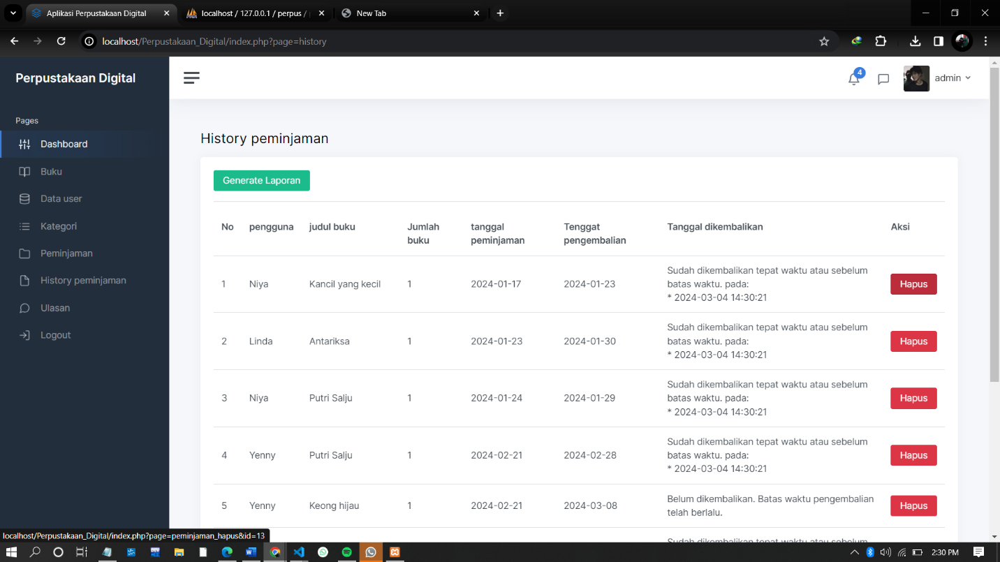 Aplikasi Perpustakaan Digital
localhost / 127.0.0.1 / perpus /
New Tab
localhost/Perpustakaan_Digital/index.php?page=history
Perpustakaan Digital
4
admin
Pages
Dashboard
Buku
Data user
Kategori
Peminjaman
History peminjaman
Ulasan
Logout
History peminjaman
Generate Laporan
No pengguna judul buku Jumlah buku tanggal peminjaman Tenggat pengembalian Tanggal dikembalikan Aksi
1 Niya Kancil yang kecil 1 2024-01-17 2024-01-23 Sudah dikembalikan tepat waktu atau sebelum
batas waktu. pada:
* 2024-03-04 14:30:21
Hapus
2 Linda Antariksa 1 2024-01-23 2024-01-30 Sudah dikembalikan tepat waktu atau sebelum
batas waktu. pada:
* 2024-03-04 14:30:21
Hapus
3 Niya Putri Salju 1 2024-01-24 2024-01-29 Sudah dikembalikan tepat waktu atau sebelum
batas waktu. pada:
* 2024-03-04 14:30:21
Hapus
4 Yenny Putri Salju 1 2024-02-21 2024-02-28 Sudah dikembalikan tepat waktu atau sebelum
batas waktu. pada:
* 2024-03-04 14:30:21
Hapus
5 Yenny Keong hijau 1 2024-02-21 2024-03-08 Belum dikembalikan. Batas waktu pengembalian
telah berlalu.
Hapus
localhost/Perpustakaan_Digital/index.php?page=peminjaman_hapus&id=13
2:30 PM